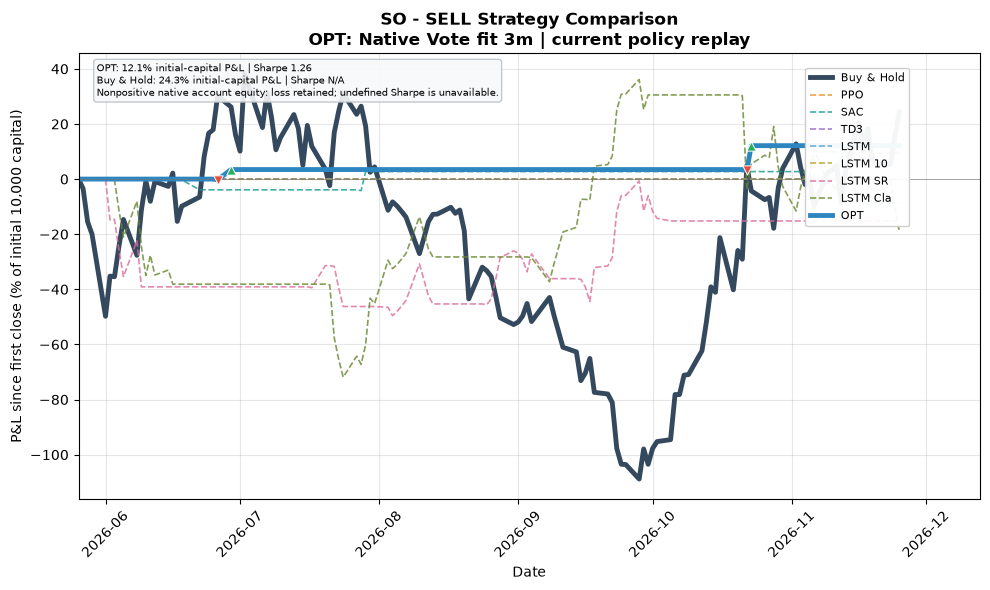 SO - SELL Strategy Comparison
OPT: Native Vote fit 3m | current policy replay
OPT: 12.1% initial-capital P&L | Sharpe 1.26
Buy & Hold: 24.3% initial-capital P&L | Sharpe N/A
Nonpositive native account equity: loss retained; undefined Sharpe is unavailable.
Buy & Hold
PPO
SAC
TD3
LSTM
LSTM 10
LSTM SR
LSTM Cla
OPT
P&L since first close (% of initial 10,000 capital)
40
20
0
−20
−40
−60
−80
−100
2026-06
2026-07
2026-08
2026-09
2026-10
2026-11
2026-12
Date